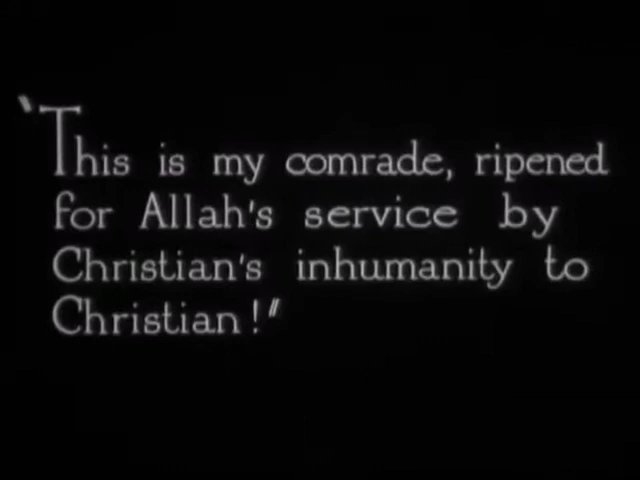 "This is my comrade, ripened
for Allah's service by
Christian's inhumanity to
Christian!"